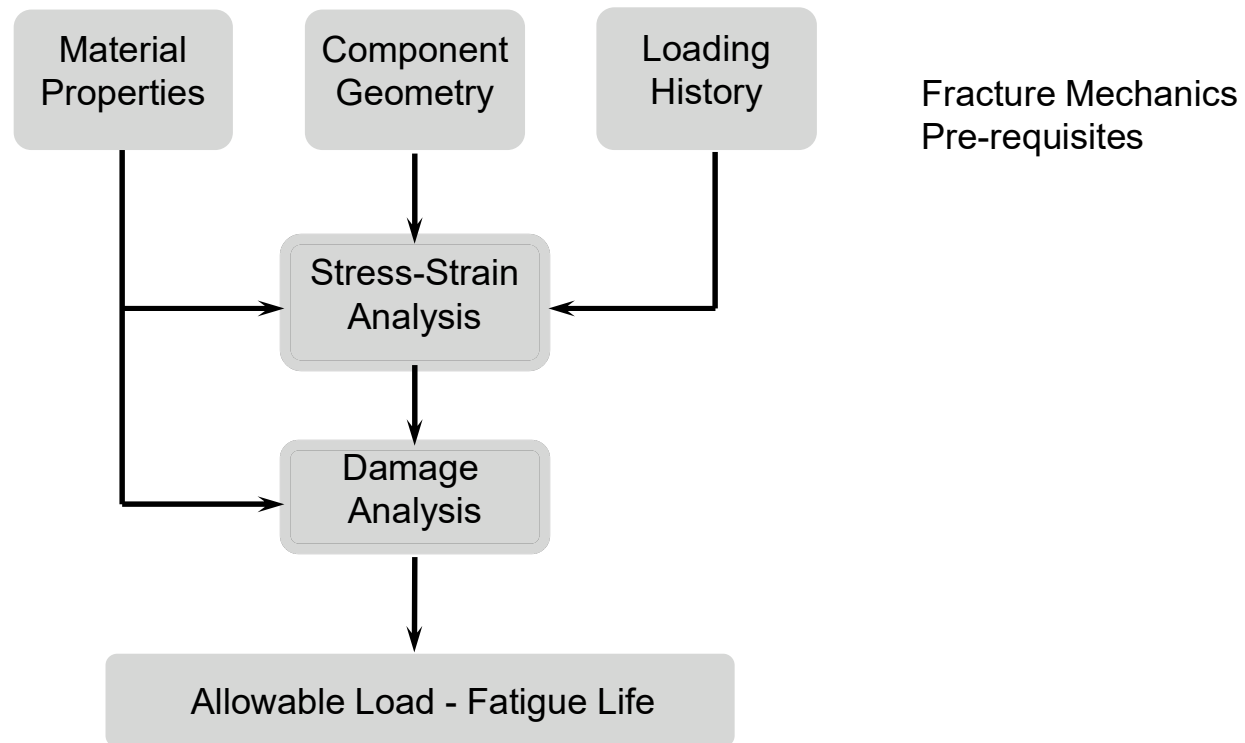 Material
Properties
Component
Geometry
Loading
History
Fracture Mechanics
Pre-requisites
Stress-Strain
Analysis
Damage
Analysis
Allowable Load - Fatigue Life